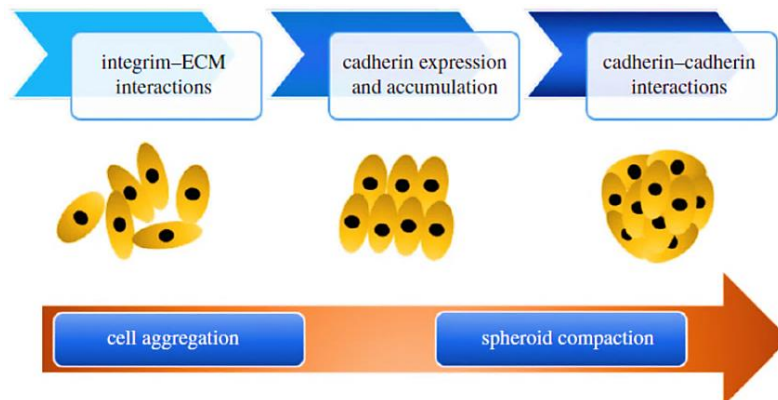 integrim–ECM
interactions
cadherin expression
and accumulation
cadherin–cadherin
interactions
cell aggregation
spheroid compaction